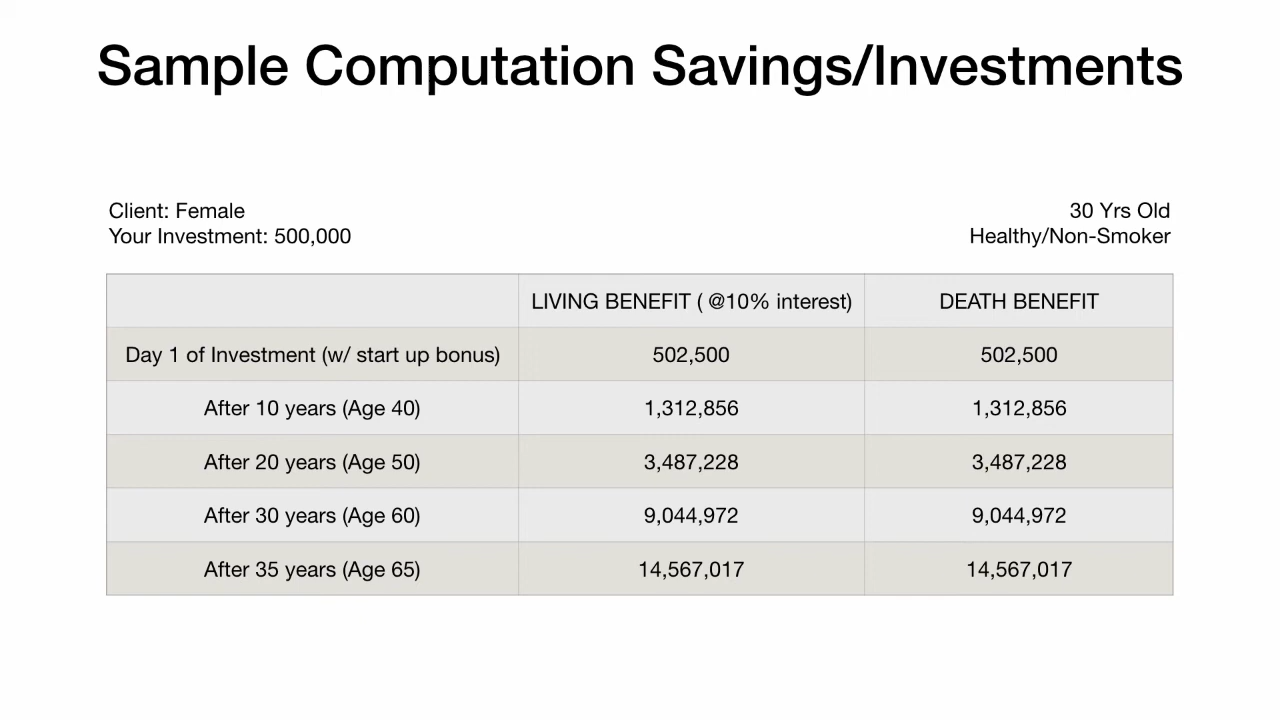 Sample Computation Savings/Investments
Client: Female
Your Investment: 500,000
30 Yrs Old
Healthy/Non-Smoker
LIVING BENEFIT ( @10% interest) DEATH BENEFIT
Day 1 of Investment (w/ start up bonus) 502,500 502,500
After 10 years (Age 40) 1,312,856 1,312,856
After 20 years (Age 50) 3,487,228 3,487,228
After 30 years (Age 60) 9,044,972 9,044,972
After 35 years (Age 65) 14,567,017 14,567,017